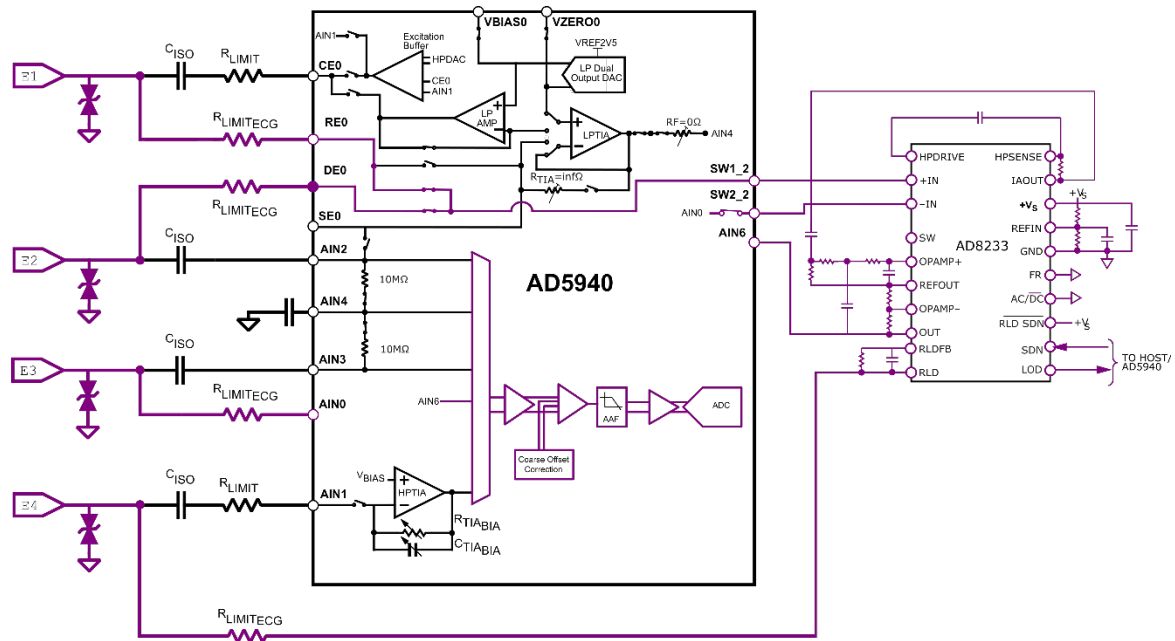 VBIAS0
VZERO0
AIN1
Excitation
Buffer
HPDAC
CE0
AIN1
VREF2V5
LP Dual
Output DAC
CISO
RLIMIT
E1
CE0
LP
AMP
LPTIA
RF=0Ω
AIN4
RLIMITECG
RE0
DE0
RTIA=infΩ
SW1_2
RLIMITECG
SE0
SW2_2
AIN0
AIN6
CISO
E2
AIN2
10MΩ
AD5940
AIN4
10MΩ
CISO
E3
AIN3
RLIMITECG
AIN0
AIN6
AAF
ADC
Coarse Offset
Correction
CISO
RLIMIT
E4
AIN1
VBIAS
HPTIA
RTIABIA
CTIABIA
RLIMITECG
HPDRIVE
HPSENSE
+IN
IAOUT
–IN
+VS
+VS
REFIN
SW
AD8233
GND
OPAMP+
FR
REFOUT
AC/DC
OPAMP–
RLD SDN
+VS
OUT
RLDFB
SDN
TO HOST/
AD5940
RLD
LOD